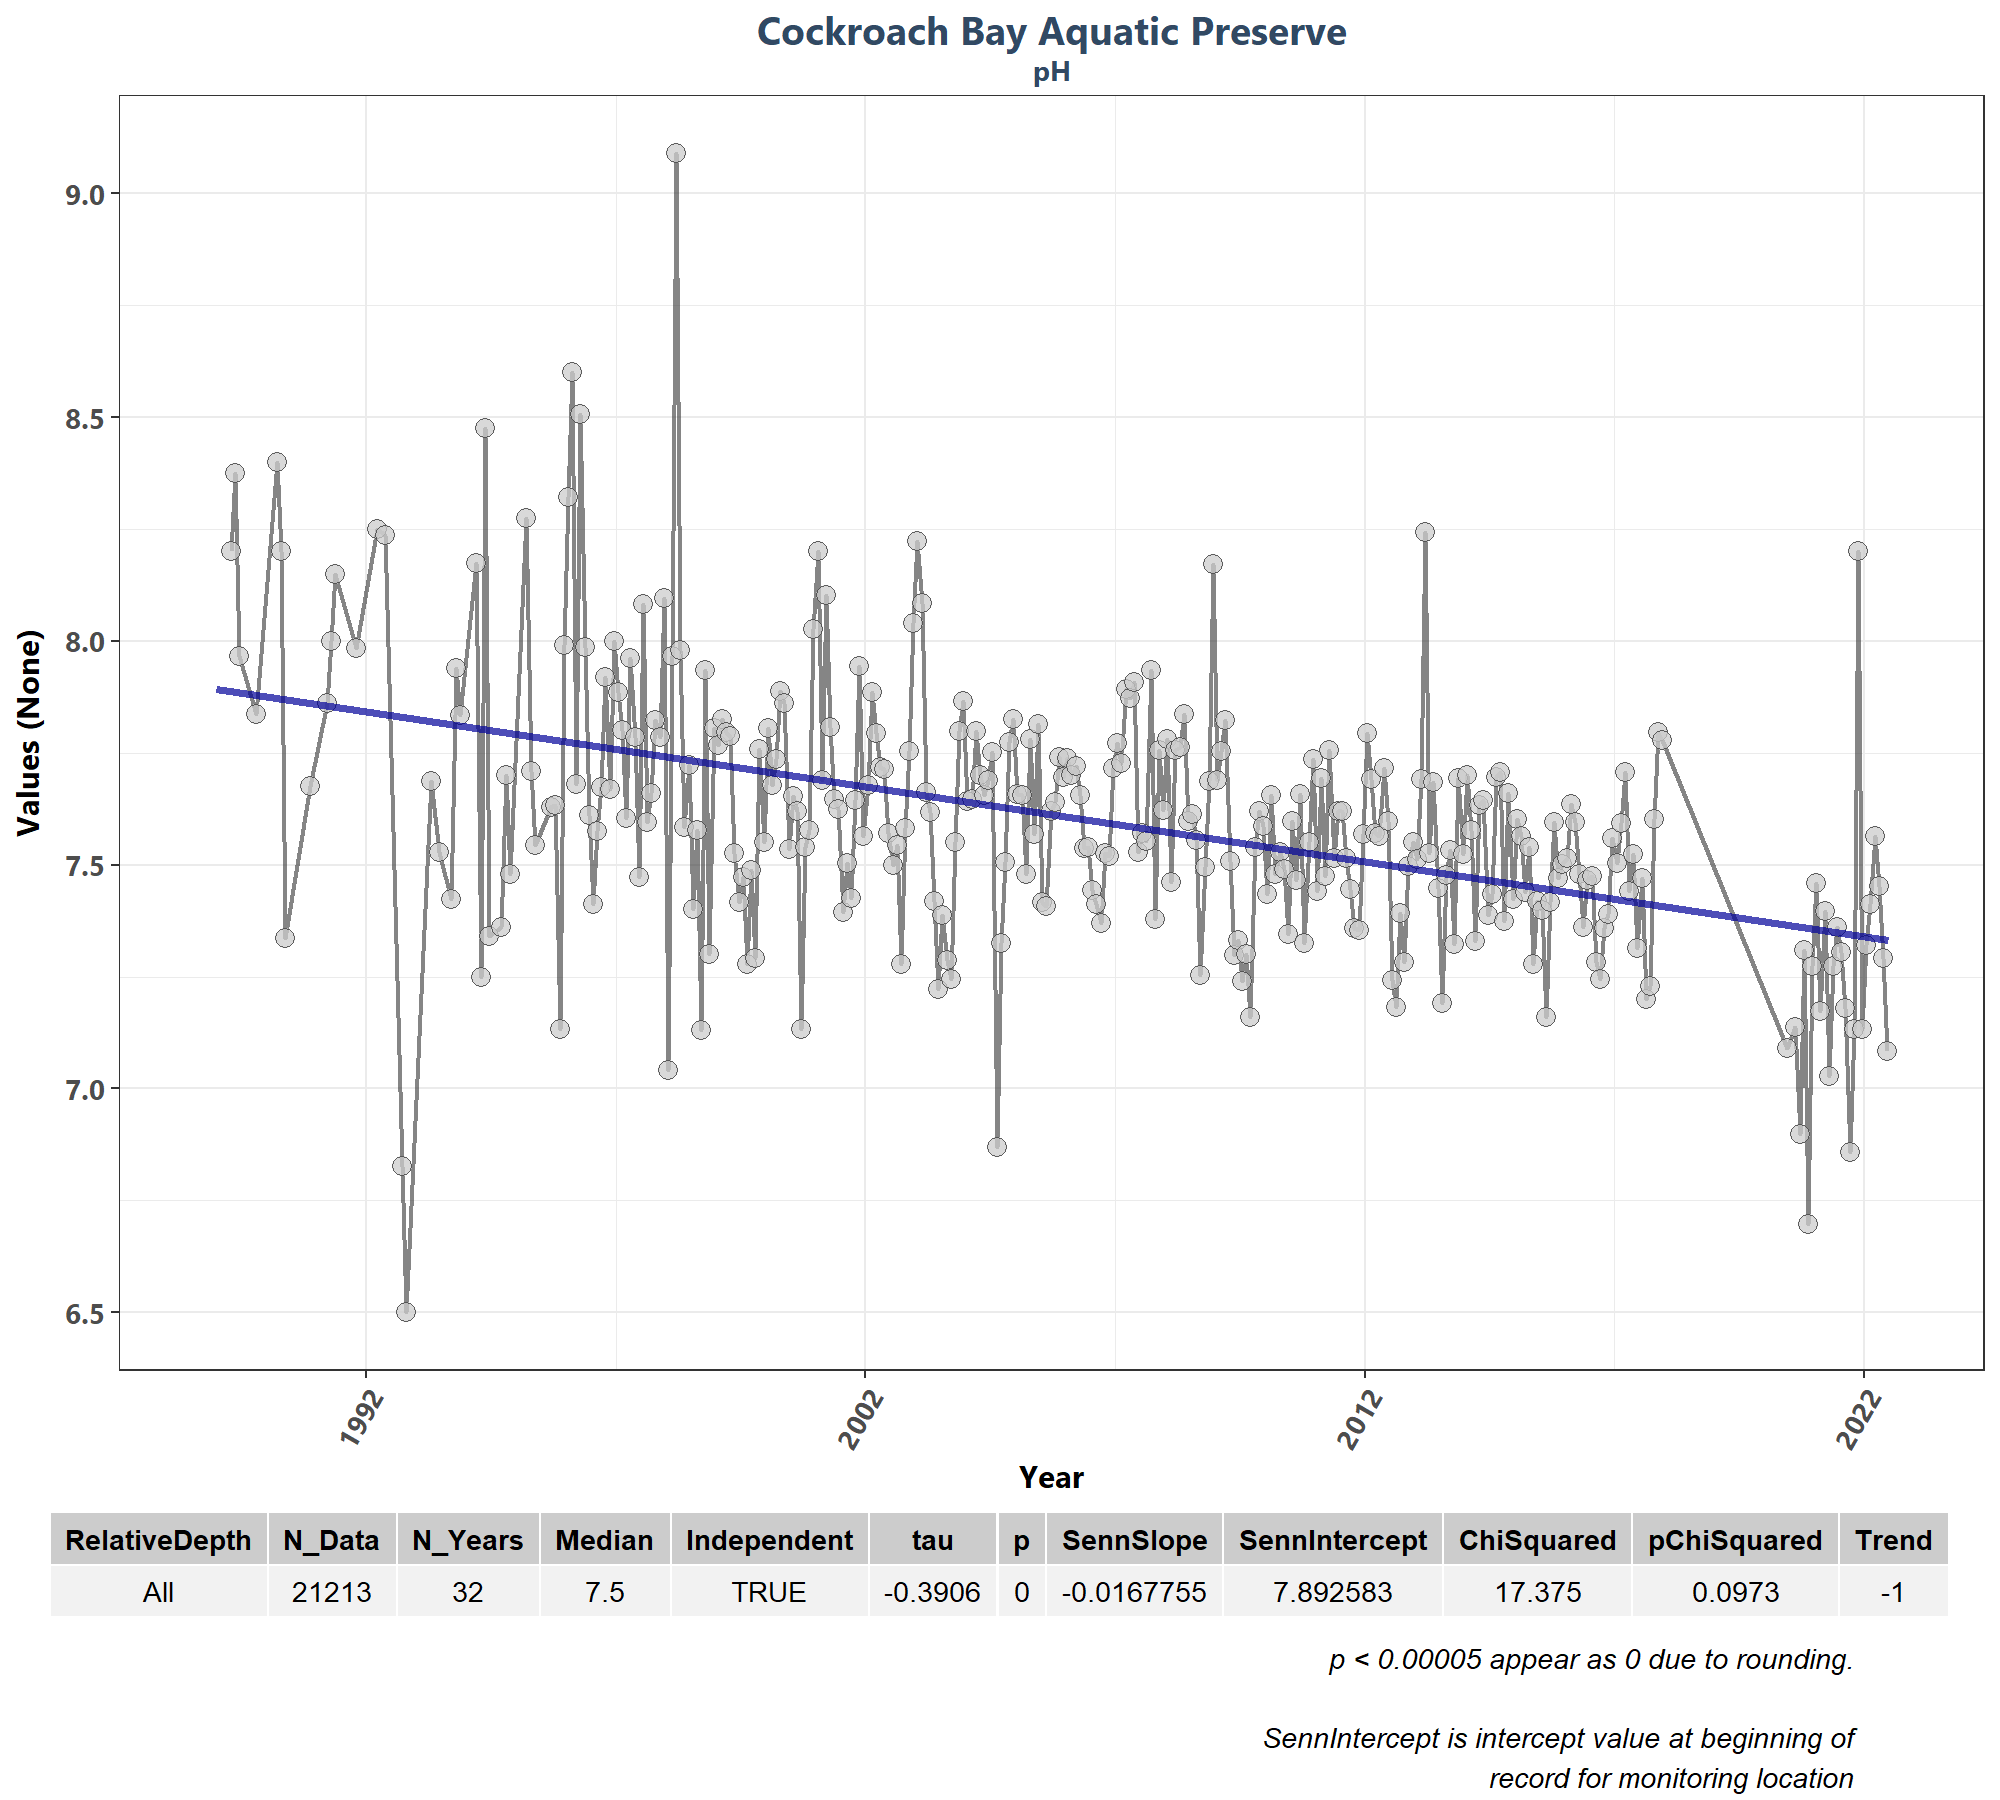 Cockroach Bay Aquatic Preserve
pH
Values (None)
9.0
8.5
8.0
7.5
7.0
6.5
1992 2002 2012 2022
Year
RelativeDepth N_Data N_Years Median Independent tau p SennSlope SennIntercept ChiSquared pChiSquared Trend
All 21213 32 7.5 TRUE -0.3906 0 -0.0167755 7.892583 17.375 0.0973 -1
p < 0.00005 appear as 0 due to rounding.
SennIntercept is intercept value at beginning of
record for monitoring location